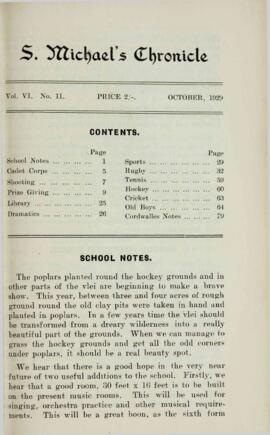 S. Michael's Chronicle
Vol. VI. No. 11. PRICE 2/-. OCTOBER, 1929
CONTENTS.
Page Page
School Notes ... ... ... ... 1 Sports ... ... ... ... ... 29
Cadet Corps ... ... ... ... 5 Rugby ... ... ... ... ... 32
Shooting ... ... ... ... ... 7 Tennis ... ... ... ... ... 59
Prize Giving ... ... ... ... 9 Hockey ... ... ... ... ... 60
Library ... ... ... ... ... 25 Cricket ... ... ... ... ... 63
Dramatics ... ... ... ... 26 Old Boys ... ... ... ... 64
Cordwalles Notes ... ... 79
SCHOOL NOTES.
The poplars planted round the hockey grounds and in
other parts of the vlei are beginning to make a brave
show. This year, between three and four acres of rough
ground round the old clay pits were taken in hand and
planted in poplars. In a few years time the vlei should
be transformed from a dreary wilderness into a really
beautiful part of the grounds. When we can manage to
grass the hockey grounds and get all the odd corners
under poplars, it should be a real beauty spot.
We hear that there is a good hope in the very near
future of two useful additions to the school. Firstly, we
hear that a good room, 30 feet x 16 feet is to be built
on the present music rooms. This will be used for
singing, orchestra practice and other musical require-
ments. This will be a great boon, as the sixth form